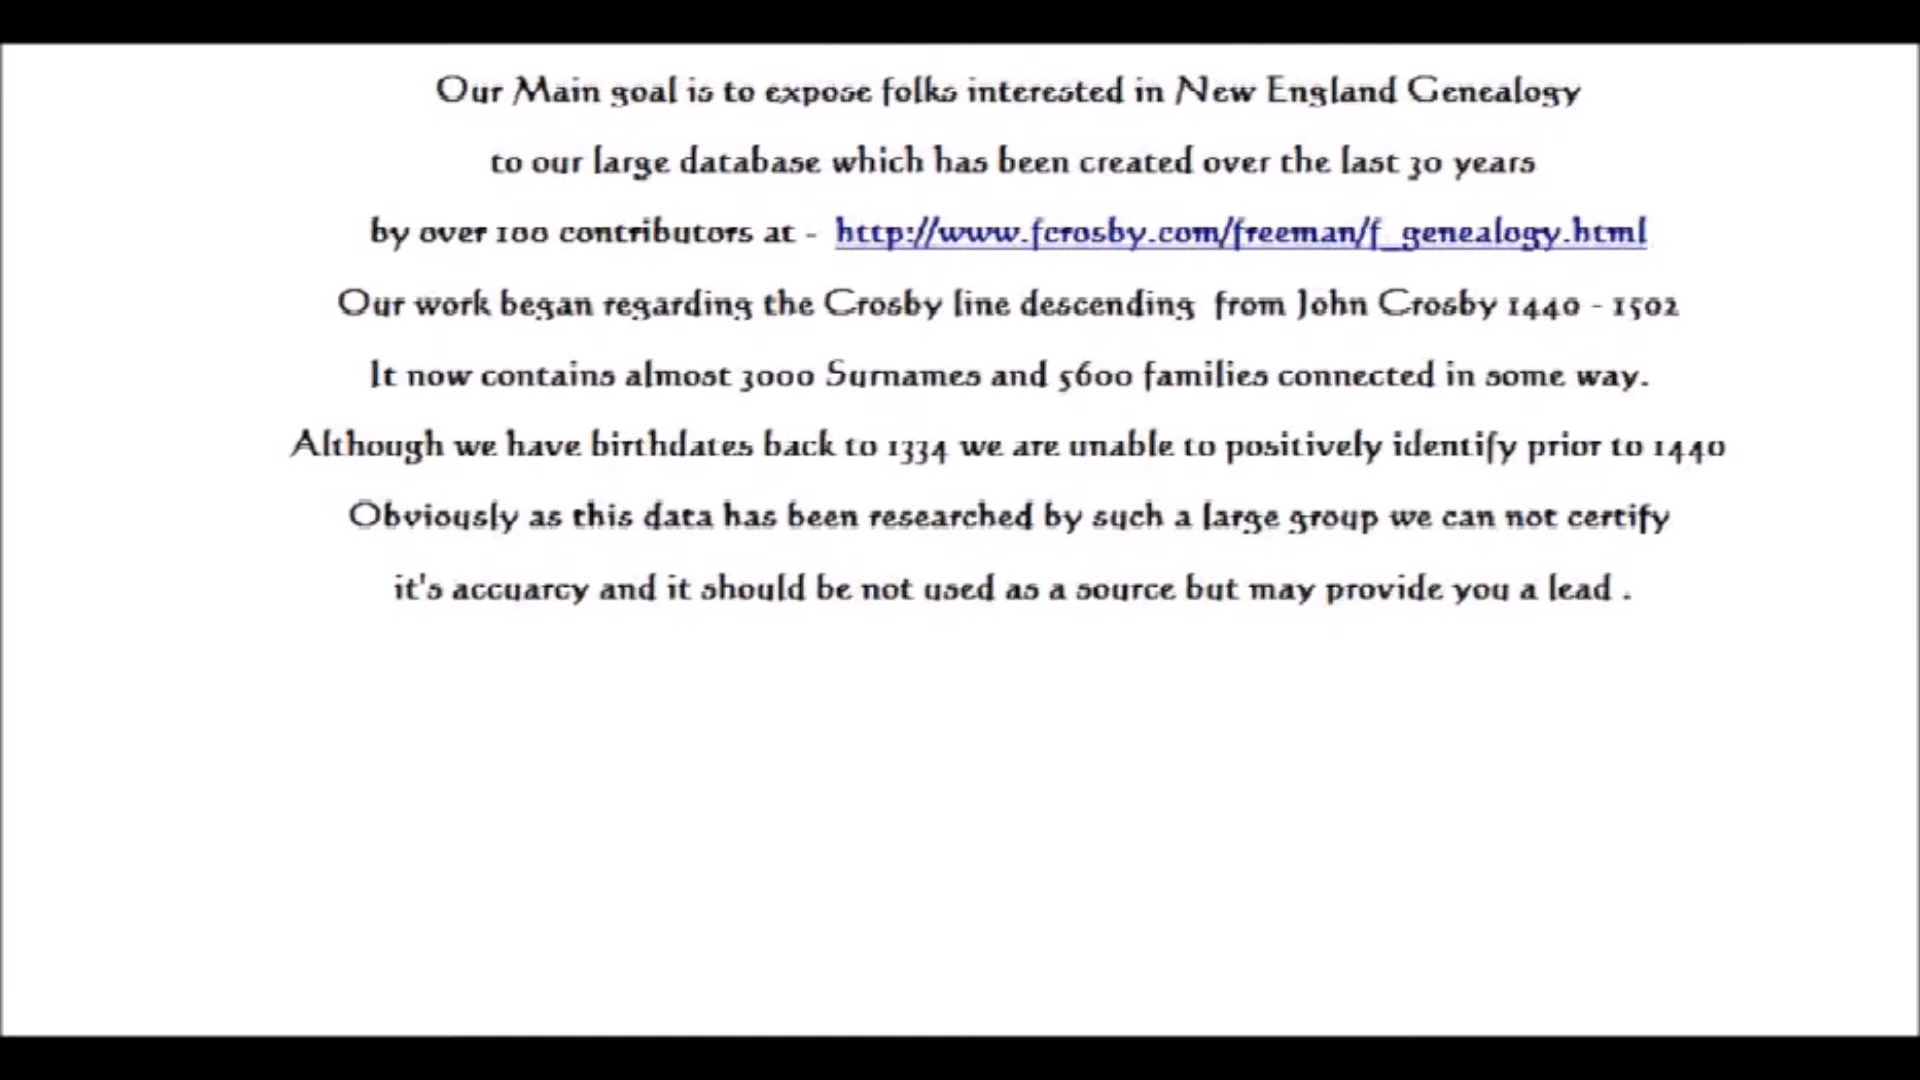 Our Main goal is to expose folks interested in New England Genealogy
to our large database which has been created over the last 30 years
by over 100 contributors at - http://www.fcrosby.com/freeman/f_genealogy.html
Our work began regarding the Crosby line descending from John Crosby 1440 - 1502
It now contains almost 3000 Surnames and 5600 families connected in some way.
Although we have birthdates back to 1334 we are unable to positively identify prior to 1440
Obviously as this data has been researched by such a large group we can not certify
it's accuarcy and it should be not used as a source but may provide you a lead .